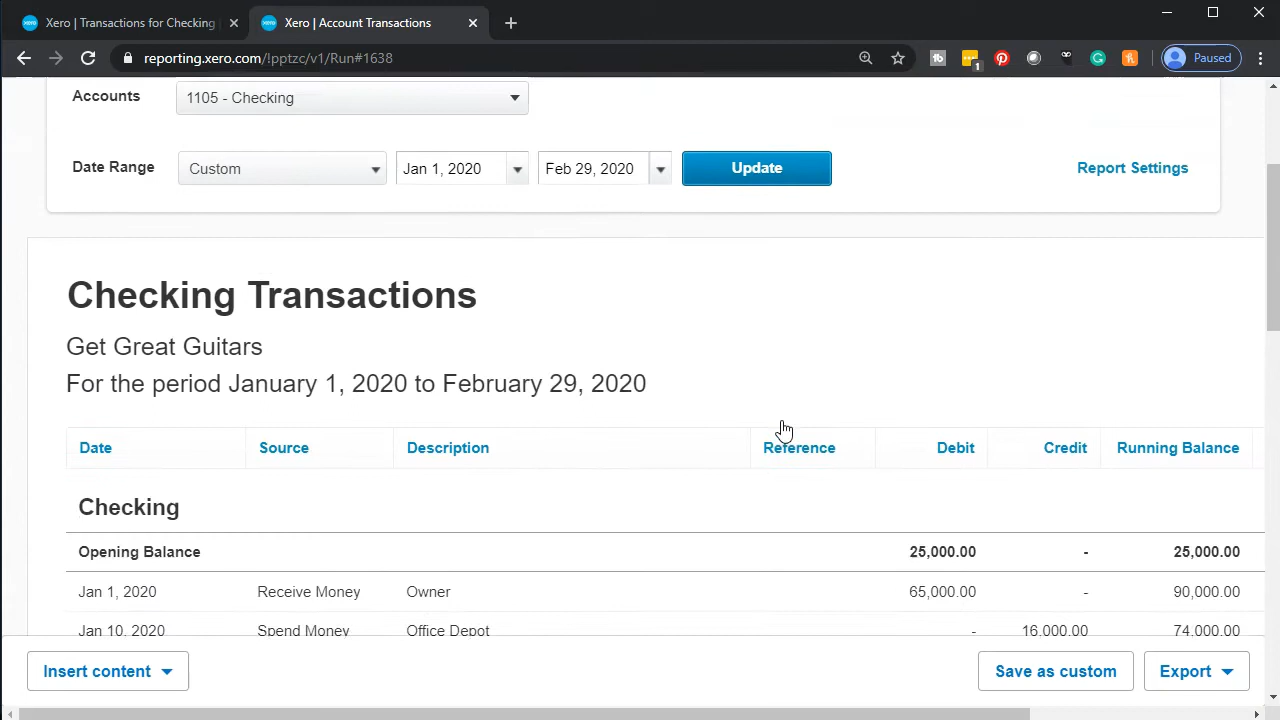 Xero | Transactions for Checking
Xero | Account Transactions
reporting.xero.com/!pptzc/v1/Run#1638
1
Paused
Accounts
1105 - Checking
Date Range
Custom
Jan 1, 2020
Feb 29, 2020
Update
Report Settings
Checking Transactions
Get Great Guitars
For the period January 1, 2020 to February 29, 2020
Date Source Description Reference Debit Credit Running Balance
Checking
Opening Balance 25,000.00 - 25,000.00
Jan 1, 2020 Receive Money Owner 65,000.00 - 90,000.00
Jan 10, 2020 Spend Money Office Depot - 16,000.00 74,000.00
Insert content
Save as custom
Export